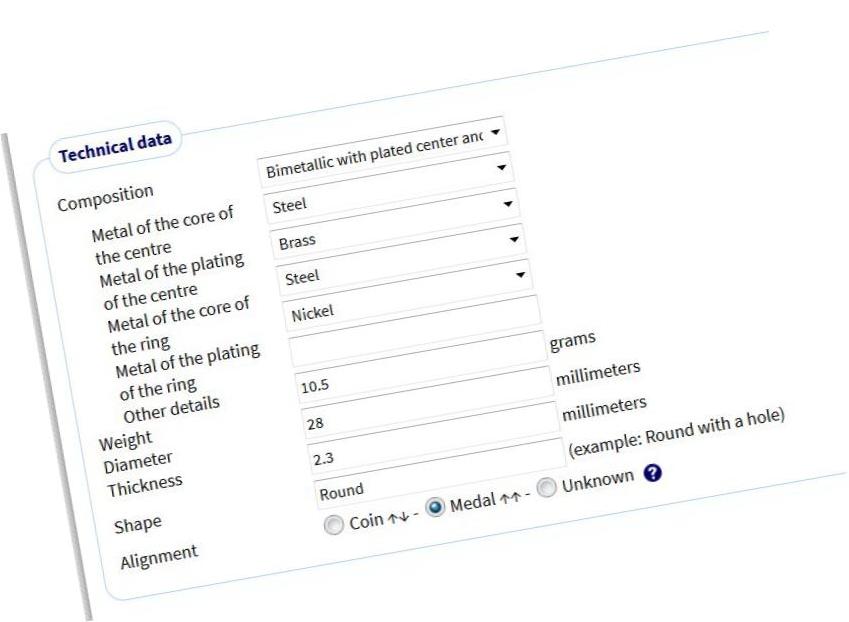 Technical data
Composition
Bimetallic with plated center and
Metal of the core of
the centre
Steel
Metal of the plating
of the centre
Brass
Metal of the core of
the ring
Steel
Metal of the plating
of the ring
Nickel
Other details
Weight
10.5
grams
Diameter
28
millimeters
Thickness
2.3
millimeters
Shape
Round
(example: Round with a hole)
Alignment
Coin ↑↓ - Medal ↑↑ - Unknown ?